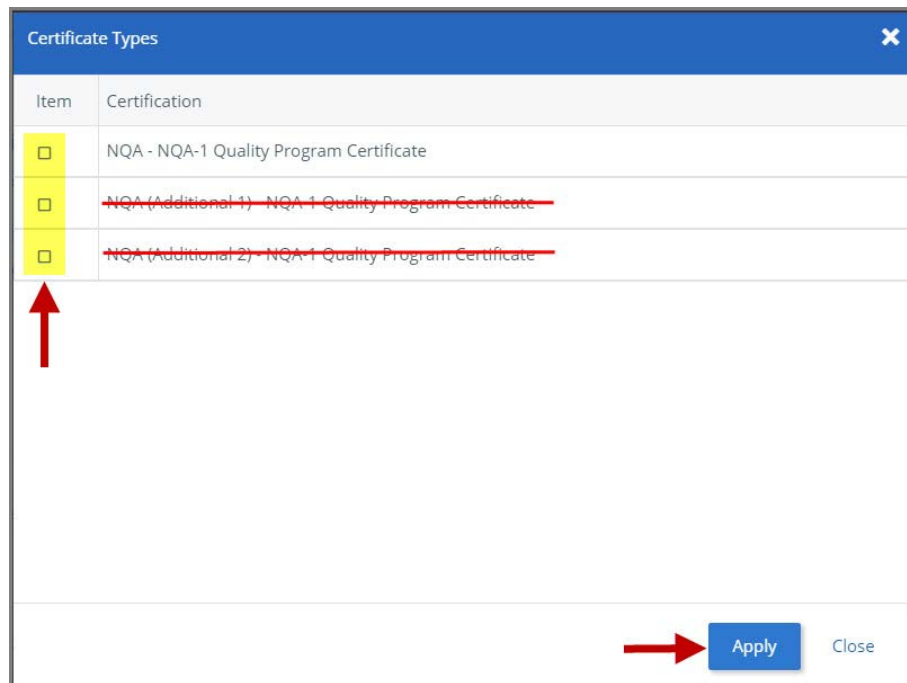 Certificate Types
Item Certification
NQA - NQA-1 Quality Program Certificate
NQA (Additional 1) - NQA-1 Quality Program Certificate
NQA (Additional 2) - NQA-1 Quality Program Certificate
Apply Close